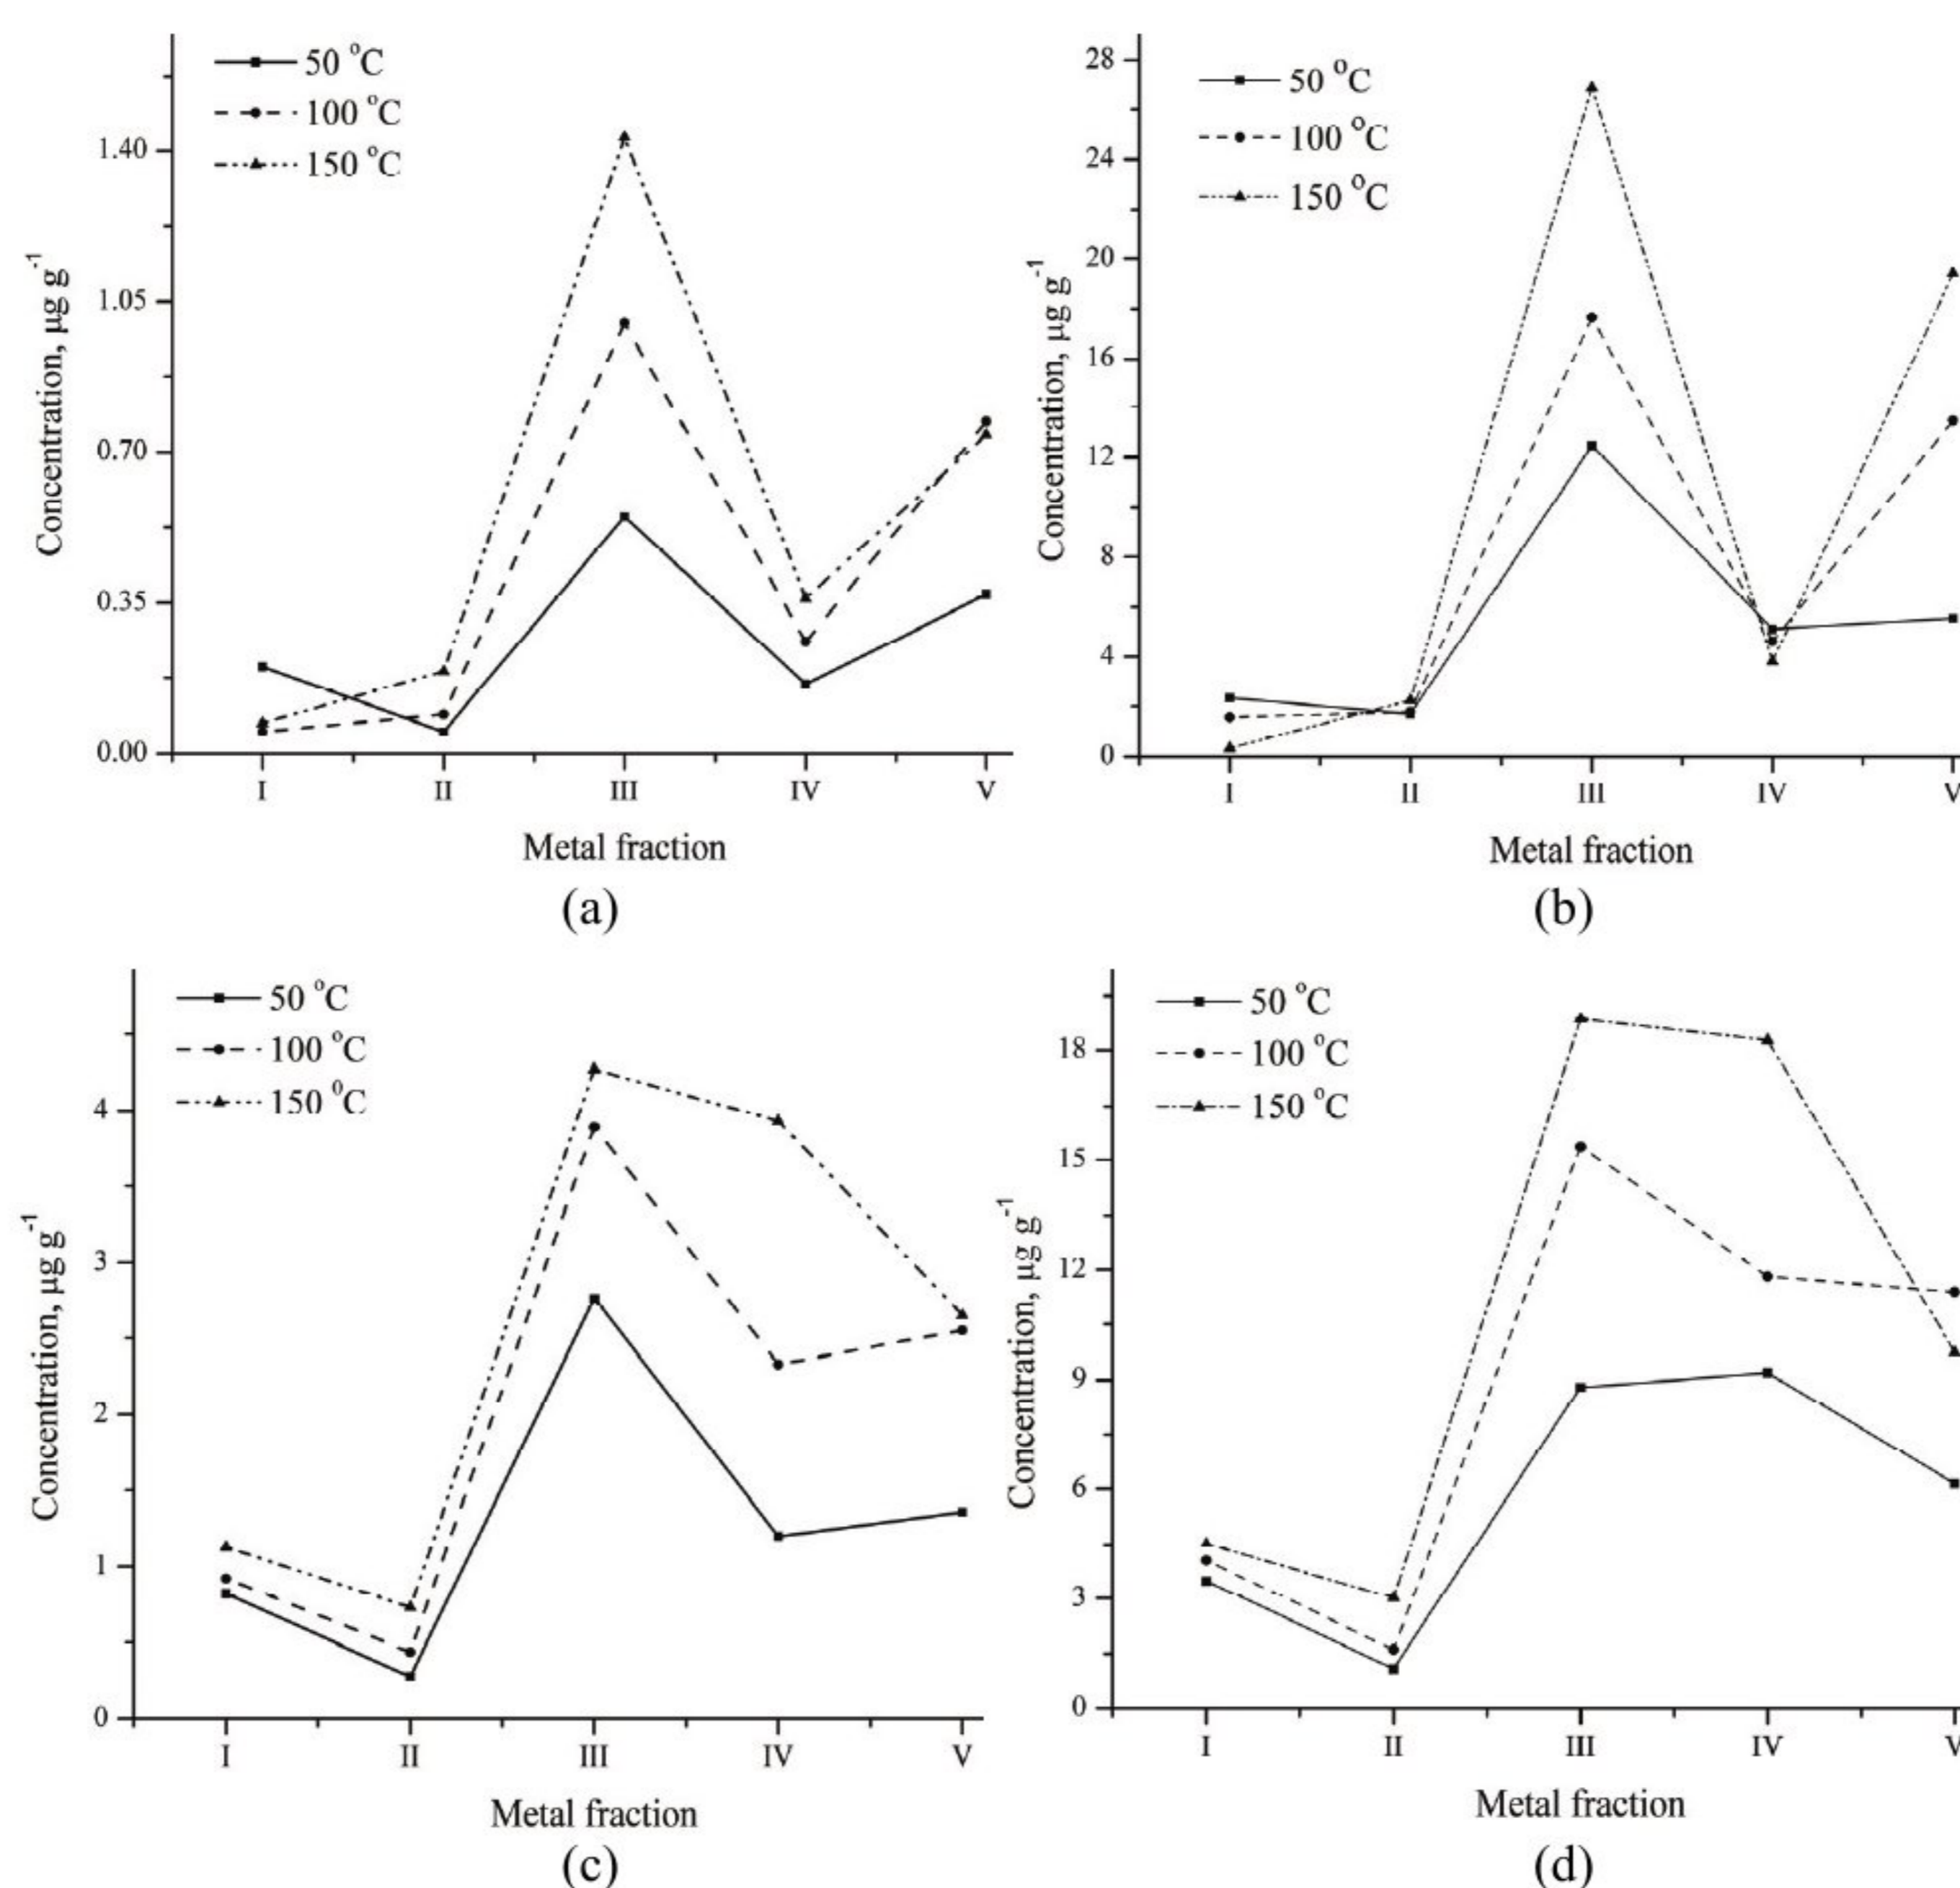 50 °C
100 °C
150 °C
1.40
1.05
0.70
0.35
0.00
Concentration, µg g⁻¹
I II III IV V
Metal fraction
(a)
50 °C
100 °C
150 °C
28
24
20
16
12
8
4
0
Concentration, µg g⁻¹
I II III IV V
Metal fraction
(b)
50 °C
100 °C
150 ⁰C
4
3
2
1
0
Concentration, µg g⁻¹
I II III IV V
Metal fraction
(c)
50 °C
100 °C
150 °C
18
15
12
9
6
3
0
Concentration, µg g⁻¹
I II III IV V
Metal fraction
(d)